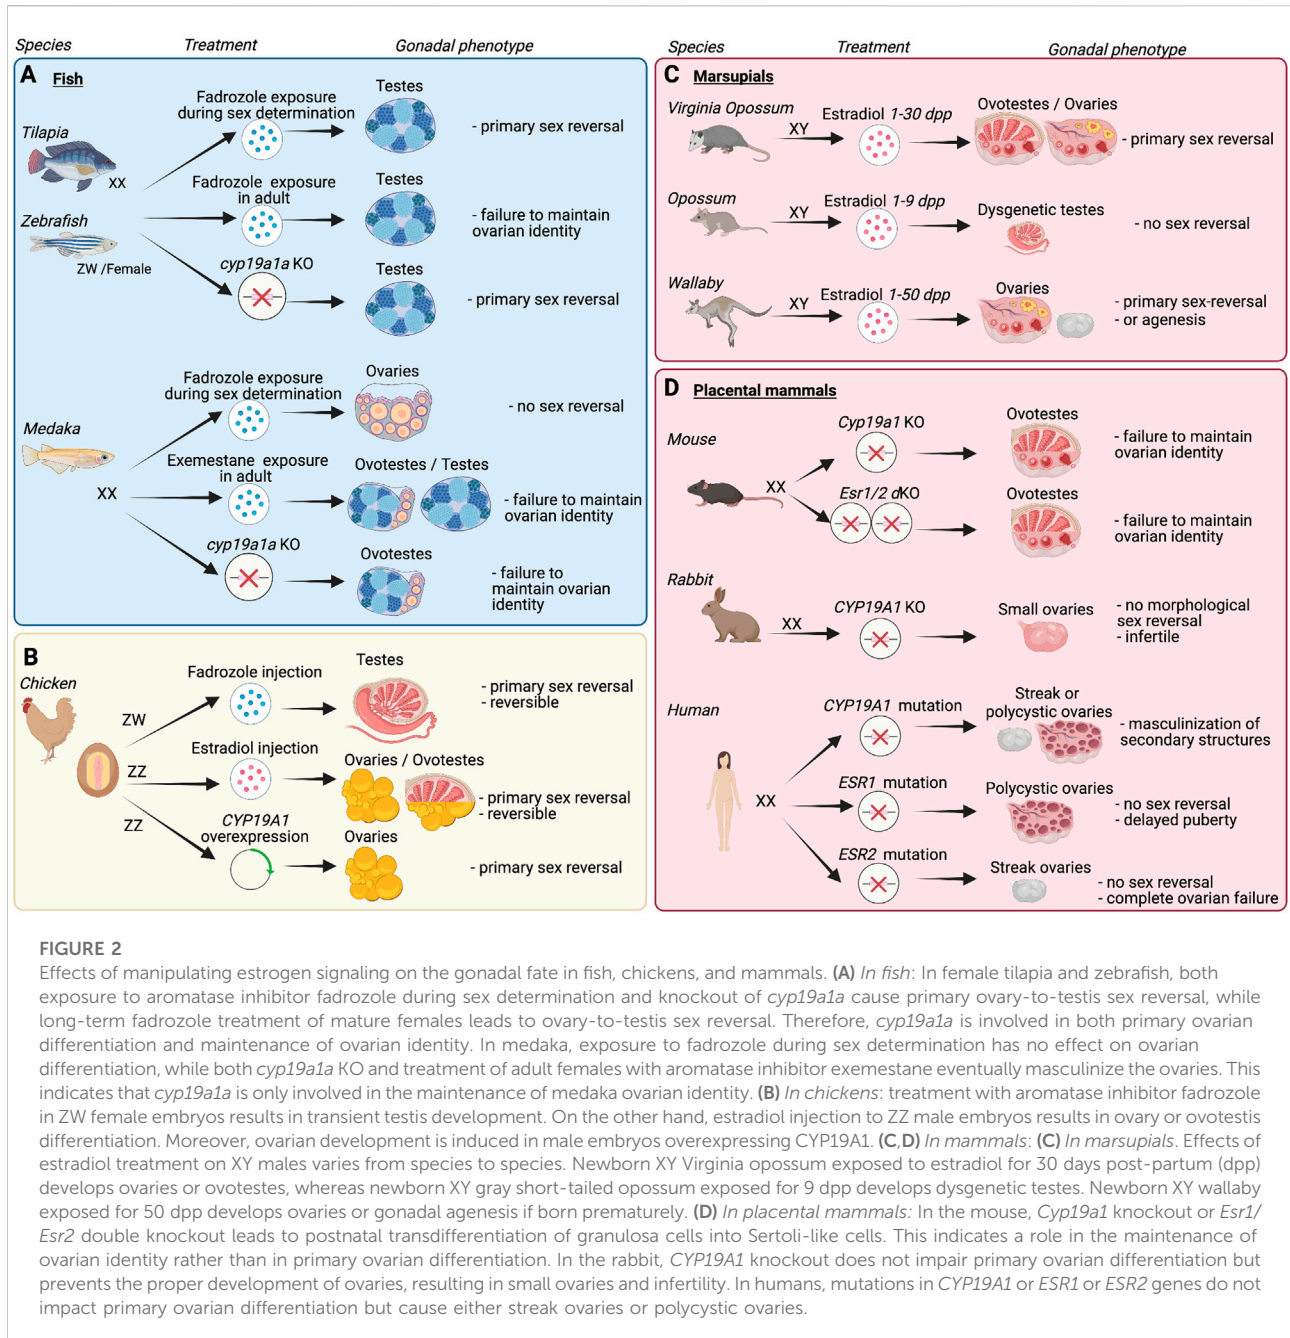 Species Treatment Gonadal phenotype
A Fish
Tilapia
XX
Zebrafish
ZW /Female
Fadrozole exposure
during sex determination
Testes
- primary sex reversal
Fadrozole exposure
in adult
Testes
- failure to maintain
ovarian identity
cyp19a1a KO
Testes
- primary sex reversal
Medaka
XX
Fadrozole exposure
during sex determination
Ovaries
- no sex reversal
Exemestane exposure
in adult
Ovotestes / Testes
- failure to maintain
ovarian identity
cyp19a1a KO
Ovotestes
- failure to
maintain ovarian
identity
B
Chicken
ZW
Fadrozole injection
Testes
- primary sex reversal
- reversible
ZZ
Estradiol injection
Ovaries / Ovotestes
- primary sex reversal
- reversible
ZZ
CYP19A1
overexpression
Ovaries
- primary sex reversal
Species Treatment Gonadal phenotype
C Marsupials
Virginia Opossum
XY
Estradiol 1-30 dpp
Ovotestes / Ovaries
- primary sex reversal
Opossum
XY
Estradiol 1-9 dpp
Dysgenetic testes
- no sex reversal
Wallaby
XY
Estradiol 1-50 dpp
Ovaries
- primary sex-reversal
- or agenesis
D Placental mammals
Mouse
XX
Cyp19a1 KO
Ovotestes
- failure to maintain
ovarian identity
Esr1/2 dKO
Ovotestes
- failure to maintain
ovarian identity
Rabbit
XX
CYP19A1 KO
Small ovaries
- no morphological
sex reversal
- infertile
Human
XX
CYP19A1 mutation
Streak or
polycystic ovaries
- masculinization of
secondary structures
ESR1 mutation
Polycystic ovaries
- no sex reversal
- delayed puberty
ESR2 mutation
Streak ovaries
- no sex reversal
- complete ovarian failure
FIGURE 2
Effects of manipulating estrogen signaling on the gonadal fate in fish, chickens, and mammals. (A) In fish: In female tilapia and zebrafish, both
exposure to aromatase inhibitor fadrozole during sex determination and knockout of cyp19a1a cause primary ovary-to-testis sex reversal, while
long-term fadrozole treatment of mature females leads to ovary-to-testis sex reversal. Therefore, cyp19a1a is involved in both primary ovarian
differentiation and maintenance of ovarian identity. In medaka, exposure to fadrozole during sex determination has no effect on ovarian
differentiation, while both cyp19a1a KO and treatment of adult females with aromatase inhibitor exemestane eventually masculinize the ovaries. This
indicates that cyp19a1a is only involved in the maintenance of medaka ovarian identity. (B) In chickens: treatment with aromatase inhibitor fadrozole
in ZW female embryos results in transient testis development. On the other hand, estradiol injection to ZZ male embryos results in ovary or ovotestis
differentiation. Moreover, ovarian development is induced in male embryos overexpressing CYP19A1. (C,D) In mammals: (C) In marsupials. Effects of
estradiol treatment on XY males varies from species to species. Newborn XY Virginia opossum exposed to estradiol for 30 days post-partum (dpp)
develops ovaries or ovotestes, whereas newborn XY gray short-tailed opossum exposed for 9 dpp develops dysgenetic testes. Newborn XY wallaby
exposed for 50 dpp develops ovaries or gonadal agenesis if born prematurely. (D) In placental mammals: In the mouse, Cyp19a1 knockout or Esr1/
Esr2 double knockout leads to postnatal transdifferentiation of granulosa cells into Sertoli-like cells. This indicates a role in the maintenance of
ovarian identity rather than in primary ovarian differentiation. In the rabbit, CYP19A1 knockout does not impair primary ovarian differentiation but
prevents the proper development of ovaries, resulting in small ovaries and infertility. In humans, mutations in CYP19A1 or ESR1 or ESR2 genes do not
impact primary ovarian differentiation but cause either streak ovaries or polycystic ovaries.